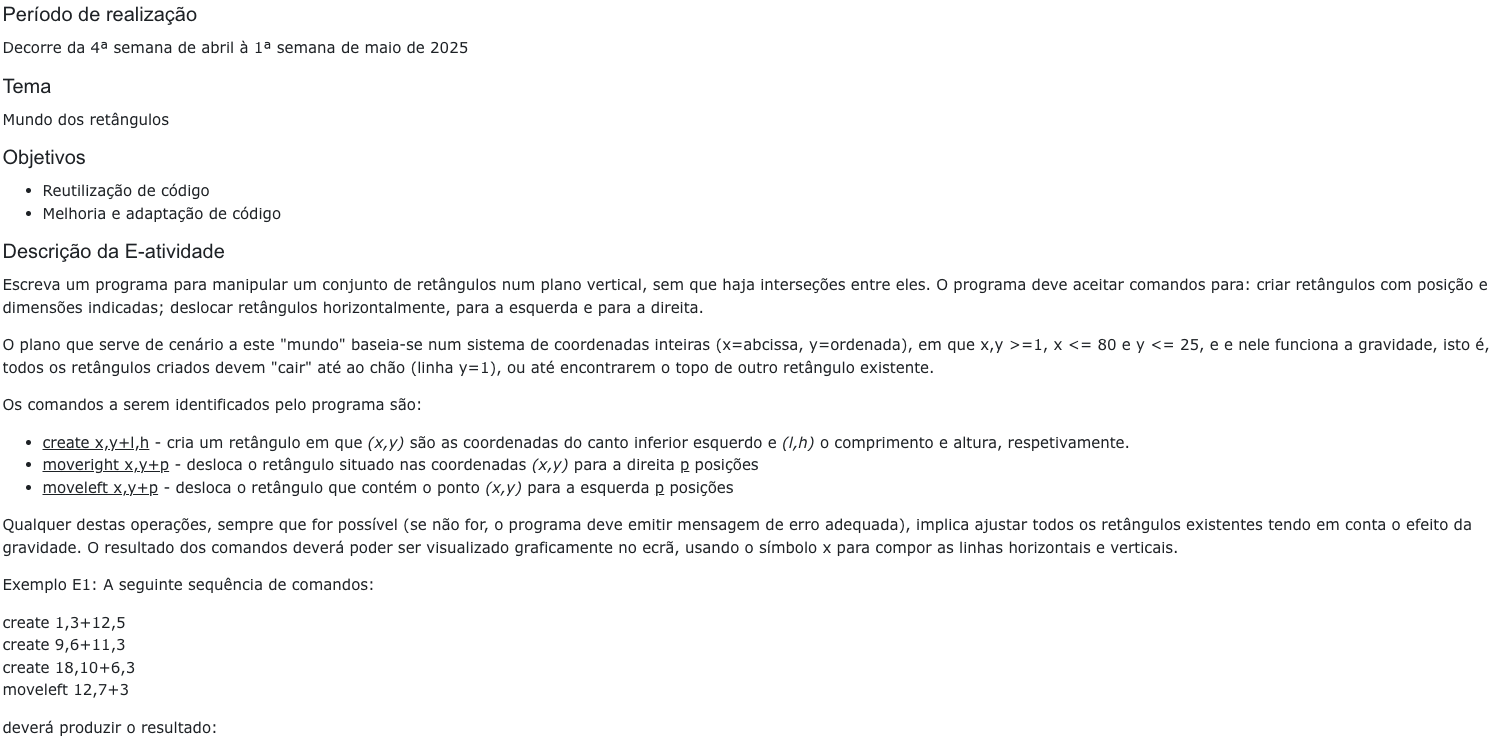 Período de realização
Decorre da 4ª semana de abril à 1ª semana de maio de 2025
Tema
Mundo dos retângulos
Objetivos
• Reutilização de código
• Melhoria e adaptação de código
Descrição da E-atividade
Escreva um programa para manipular um conjunto de retângulos num plano vertical, sem que haja interseções entre eles. O programa deve aceitar comandos para: criar retângulos com posição e
dimensões indicadas; deslocar retângulos horizontalmente, para a esquerda e para a direita.
O plano que serve de cenário a este "mundo" baseia-se num sistema de coordenadas inteiras (x=abcissa, y=ordenada), em que x,y >=1, x <= 80 e y <= 25, e e nele funciona a gravidade, isto é,
todos os retângulos criados devem "cair" até ao chão (linha y=1), ou até encontrarem o topo de outro retângulo existente.
Os comandos a serem identificados pelo programa são:
• create x,y+l,h - cria um retângulo em que (x,y) são as coordenadas do canto inferior esquerdo e (l,h) o comprimento e altura, respetivamente.
• moveright x,y+p - desloca o retângulo situado nas coordenadas (x,y) para a direita p posições
• moveleft x,y+p - desloca o retângulo que contém o ponto (x,y) para a esquerda p posições
Qualquer destas operações, sempre que for possível (se não for, o programa deve emitir mensagem de erro adequada), implica ajustar todos os retângulos existentes tendo em conta o efeito da
gravidade. O resultado dos comandos deverá poder ser visualizado graficamente no ecrã, usando o símbolo x para compor as linhas horizontais e verticais.
Exemplo E1: A seguinte sequência de comandos:
create 1,3+12,5
create 9,6+11,3
create 18,10+6,3
moveleft 12,7+3
deverá produzir o resultado: